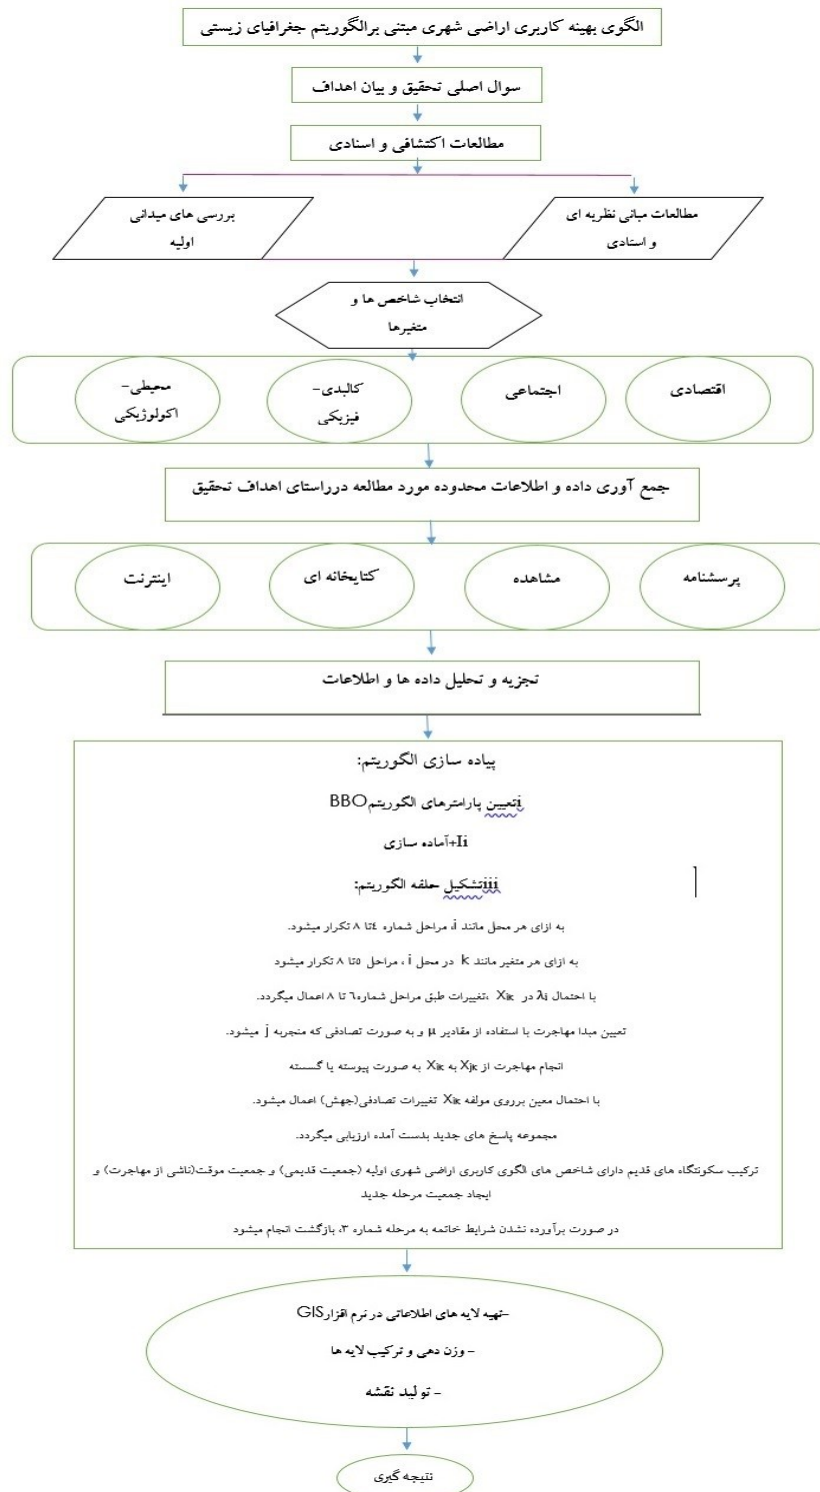 الگوی بهینه کاربری اراضی شهری مبتنی برالگوریتم جغرافیای زیستی
سوال اصلی تحقیق و بیان اهداف
مطالعات اکتشافی و اسنادی
مطالعات مبانی نظریه ای
و اسنادی
بررسی های میدانی
اولیه
انتخاب شاخص ها و
متغیرها
اقتصادی
اجتماعی
کالبدی-
فیزیکی
محیطی-
اکولوژیکی
جمع آوری داده و اطلاعات محدوده مورد مطالعه درراستای اهداف تحقیق
پرسشنامه
مشاهده
کتابخانه ای
اینترنت
تجزیه و تحلیل داده ها و اطلاعات
پیاده سازی الگوریتم:
iتعیین پارامترهای الگوریتمBBO
Ii+آماده سازی
iiiتشکیل حلقه الگوریتم:
به ازای هر محل مانند i، مراحل شماره ٤تا ٨ تکرار میشود.
به ازای هر متغیر مانند k در محل i ، مراحل ٥تا ٨ تکرار میشود
با احتمال λi در Xik ،تغییرات طبق مراحل شماره٦ تا ٨ اعمال میگردد.
تعیین مبدا مهاجرت با استفاده از مقادیر μ و به صورت تصادفی که منجربه j میشود.
انجام مهاجرت از Xjk به Xik به صورت پیوسته یا گسسته
با احتمال معین برروی مولفه Xik تغییرات تصادفی(جهش) اعمال میشود.
مجموعه پاسخ های جدید بدست آمده ارزیابی میگردد.
ترکیب سکونتگاه های قدیم دارای شاخص های الگوی کاربری اراضی شهری اولیه (جمعیت قدیمی) و جمعیت موقت(ناشی از مهاجرت) و
ایجاد جمعیت مرحله جدید
در صورت برآورده نشدن شرایط خاتمه به مرحله شماره ٣، بازگشت انجام میشود
-تهیه لایه های اطلاعاتی در نرم افزارGIS
- وزن دهی و ترکیب لایه ها
- تولید نقشه
نتیجه گیری